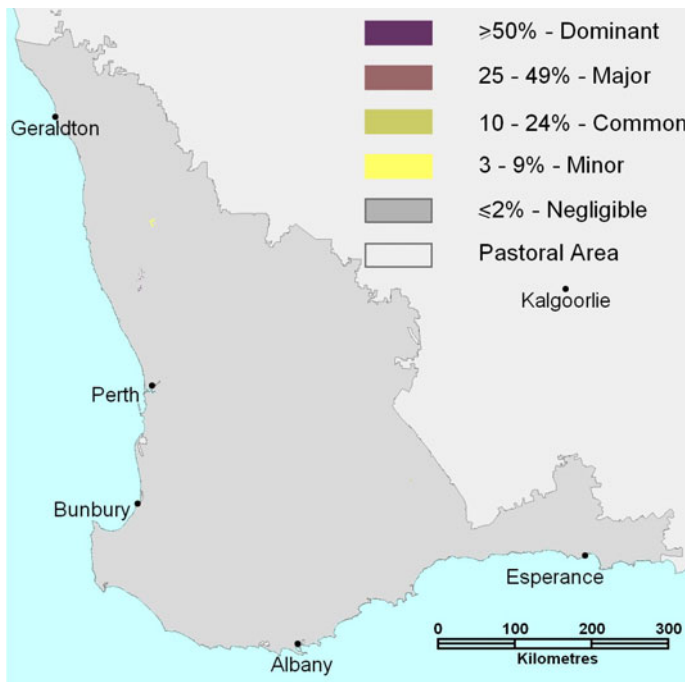 ≥50% - Dominant
25 - 49% - Major
Geraldton
10 - 24% - Common
3 - 9% - Minor
≤2% - Negligible
Pastoral Area
Kalgoorlie
Perth
Bunbury
Esperance
0 100 200 300
Kilometres
Albany